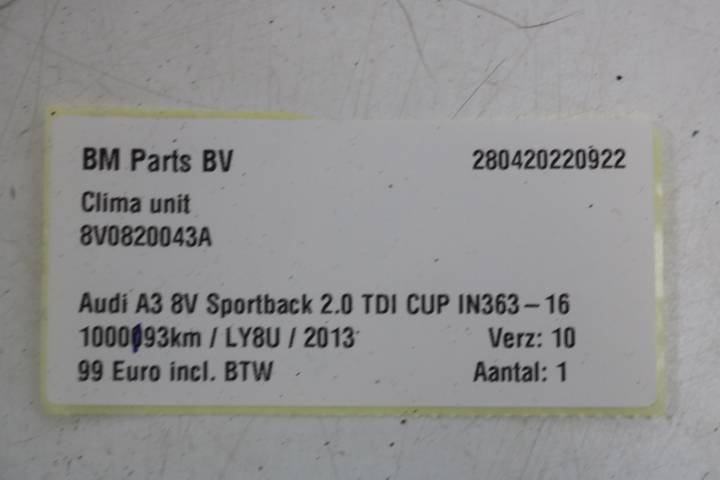 BM Parts BV 280420220922
Clima unit
8V0820043A
Audi A3 8V Sportback 2.0 TDI CUP IN363-16
1000093km / LY8U / 2013 Verz: 10
99 Euro incl. BTW Aantal: 1